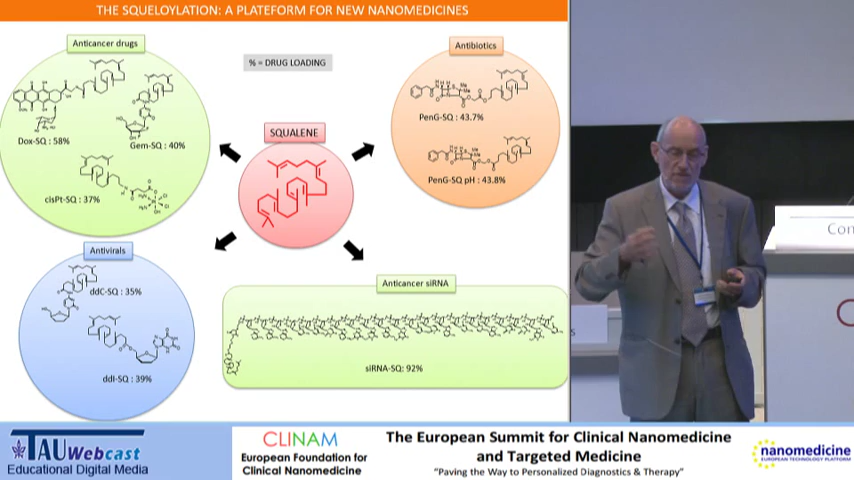 THE SQUELOYLATION: A PLATEFORM FOR NEW NANOMEDICINES
Anticancer drugs
Dox-SQ : 58%
Gem-SQ : 40%
cisPt-SQ : 37%
% = DRUG LOADING
SQUALENE
Antibiotics
PenG-SQ : 43.7%
PenG-SQ pH : 43.8%
Antivirals
ddC-SQ : 35%
ddI-SQ : 39%
Anticancer siRNA
siRNA-SQ: 92%
Con
TAU Webcast
Educational Digital Media
CLINAM
European Foundation for
Clinical Nanomedicine
The European Summit for Clinical Nanomedicine
and Targeted Medicine
"Paving the Way to Personalized Diagnostics & Therapy"
nanomedicine
EUROPEAN TECHNOLOGY PLATFORM